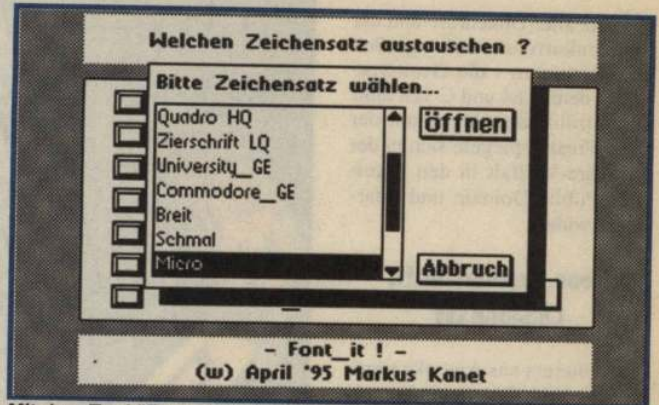 Welchen Zeichensatz austauschen ?
Bitte Zeichensatz wählen...
Quadro HQ
Zierschrift LQ
University_GE
Commodore_GE
Breit
Schmal
Micro
Öffnen
Abbruch
- Font_it ! -
(w) April '95 Markus Kanet